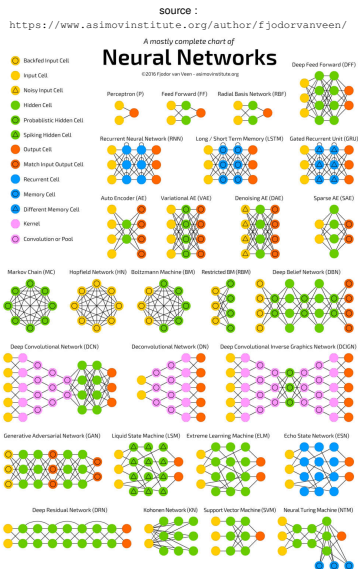 source :
https://www.asimovinstitute.org/author/fjodorvanveen/
A mostly complete chart of
Neural Networks
©2016 Fjodor van Veen - asimovinstitute.org
Deep Feed Forward (DFF)
Backfed Input Cell
Input Cell
Noisy Input Cell
Hidden Cell
Probablistic Hidden Cell
Spiking Hidden Cell
Output Cell
Match Input Output Cell
Recurrent Cell
Memory Cell
Different Memory Cell
Kernel
Convolution or Pool
Perceptron (P)
Feed Forward (FF)
Radial Basis Network (RBF)
Recurrent Neural Network (RNN)
Long / Short Term Memory (LSTM)
Gated Recurrent Unit (GRU)
Auto Encoder (AE)
Variational AE (VAE)
Denoising AE (DAE)
Sparse AE (SAE)
Markov Chain (MC)
Hopfield Network (HN)
Boltzmann Machine (BM)
Restricted BM (RBM)
Deep Belief Network (DBN)
Deep Convolutional Network (DCN)
Deconvolutional Network (DN)
Deep Convolutional Inverse Graphics Network (DCIGN)
Generative Adversarial Network (GAN)
Liquid State Machine (LSM)
Extreme Learning Machine (ELM)
Echo State Network (ESN)
Deep Residual Network (DRN)
Kohonen Network (KN)
Support Vector Machine (SVM)
Neural Turing Machine (NTM)